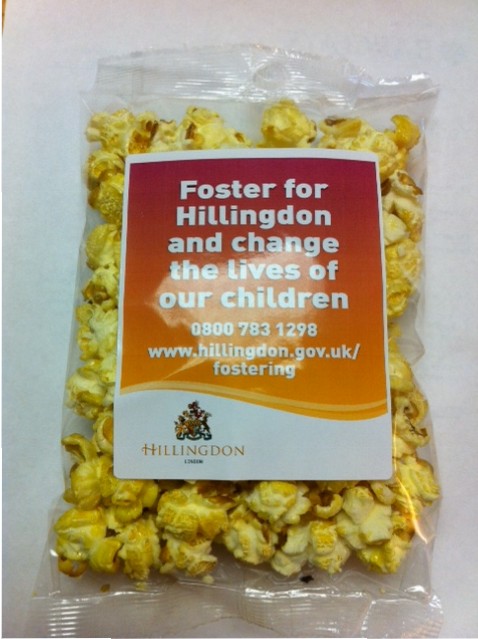 Foster for
Hillingdon
and change
the lives of
our children
0800 783 1298
www.hillingdon.gov.uk/
fostering
HILLINGDON
LONDON